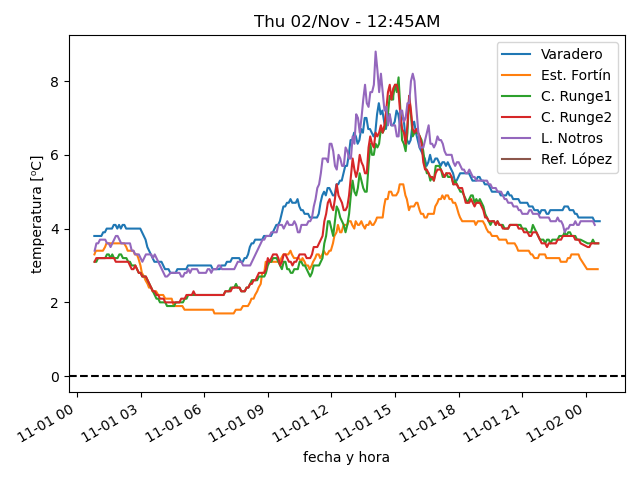 Thu 02/Nov - 12:45AM
temperatura [°C]
8
6
4
2
0
Varadero
Est. Fortín
C. Runge1
C. Runge2
L. Notros
Ref. López
11-01 00
11-01 03
11-01 06
11-01 09
11-01 12
11-01 15
11-01 18
11-01 21
11-02 00
fecha y hora